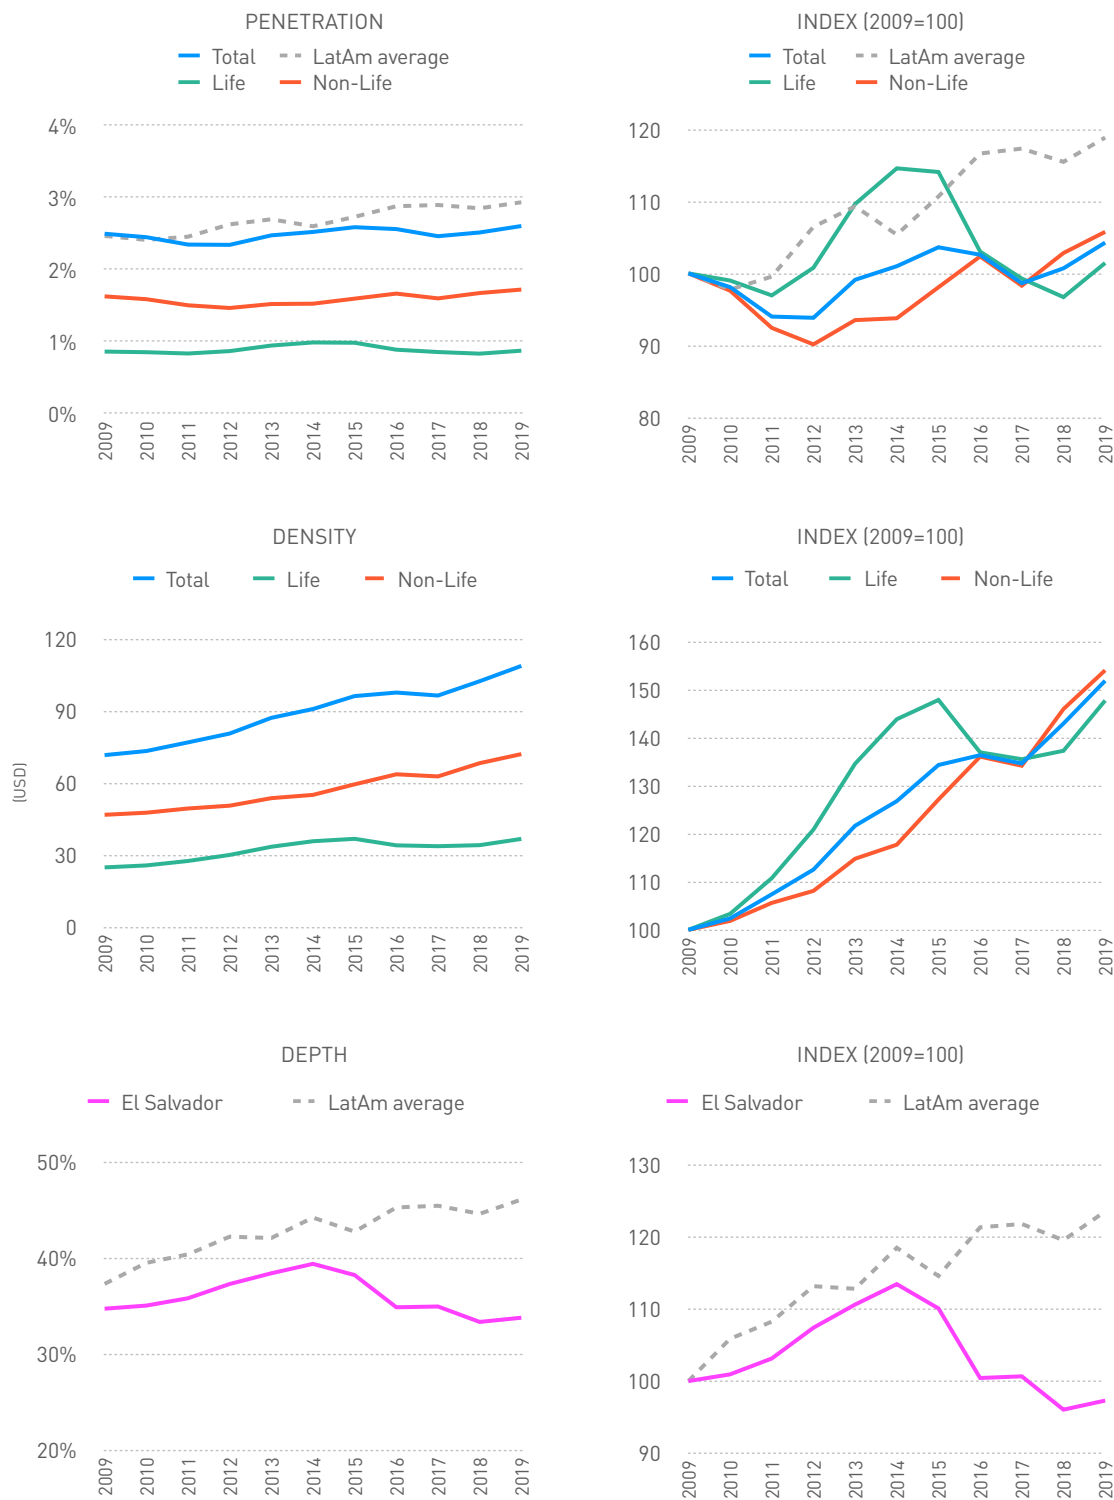 PENETRATION
Total LatAm average
Life Non-Life
4%
3%
2%
1%
0%
2009 2010 2011 2012 2013 2014 2015 2016 2017 2018 2019
INDEX (2009=100)
Total LatAm average
Life Non-Life
120
110
100
90
80
2009 2010 2011 2012 2013 2014 2015 2016 2017 2018 2019
DENSITY
Total Life Non-Life
(USD)
120
90
60
30
0
2009 2010 2011 2012 2013 2014 2015 2016 2017 2018 2019
INDEX (2009=100)
Total Life Non-Life
160
150
140
130
120
110
100
2009 2010 2011 2012 2013 2014 2015 2016 2017 2018 2019
DEPTH
El Salvador LatAm average
50%
40%
30%
20%
2009 2010 2011 2012 2013 2014 2015 2016 2017 2018 2019
INDEX (2009=100)
El Salvador LatAm average
130
120
110
100
90
2009 2010 2011 2012 2013 2014 2015 2016 2017 2018 2019